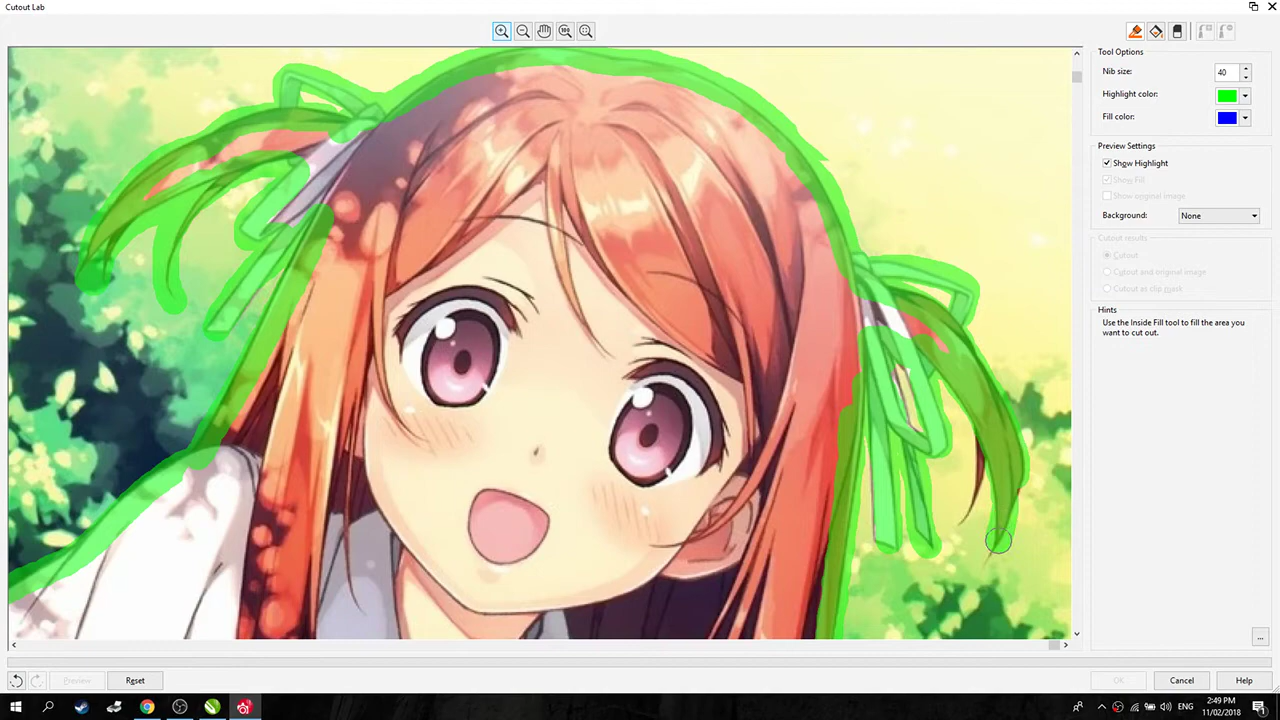 Cutout Lab
100
Tool Options
Nib size: 40
Highlight color:
Fill color:
Preview Settings
Show Highlight
Show Fill
Show original image
Background: None
Cutout results
Cutout
Cutout and original image
Cutout as clip mask
Hints
Use the Inside Fill tool to fill the area you
want to cut out.
...
Preview Reset OK Cancel Help
ENG 2:49 PM
11/02/2018